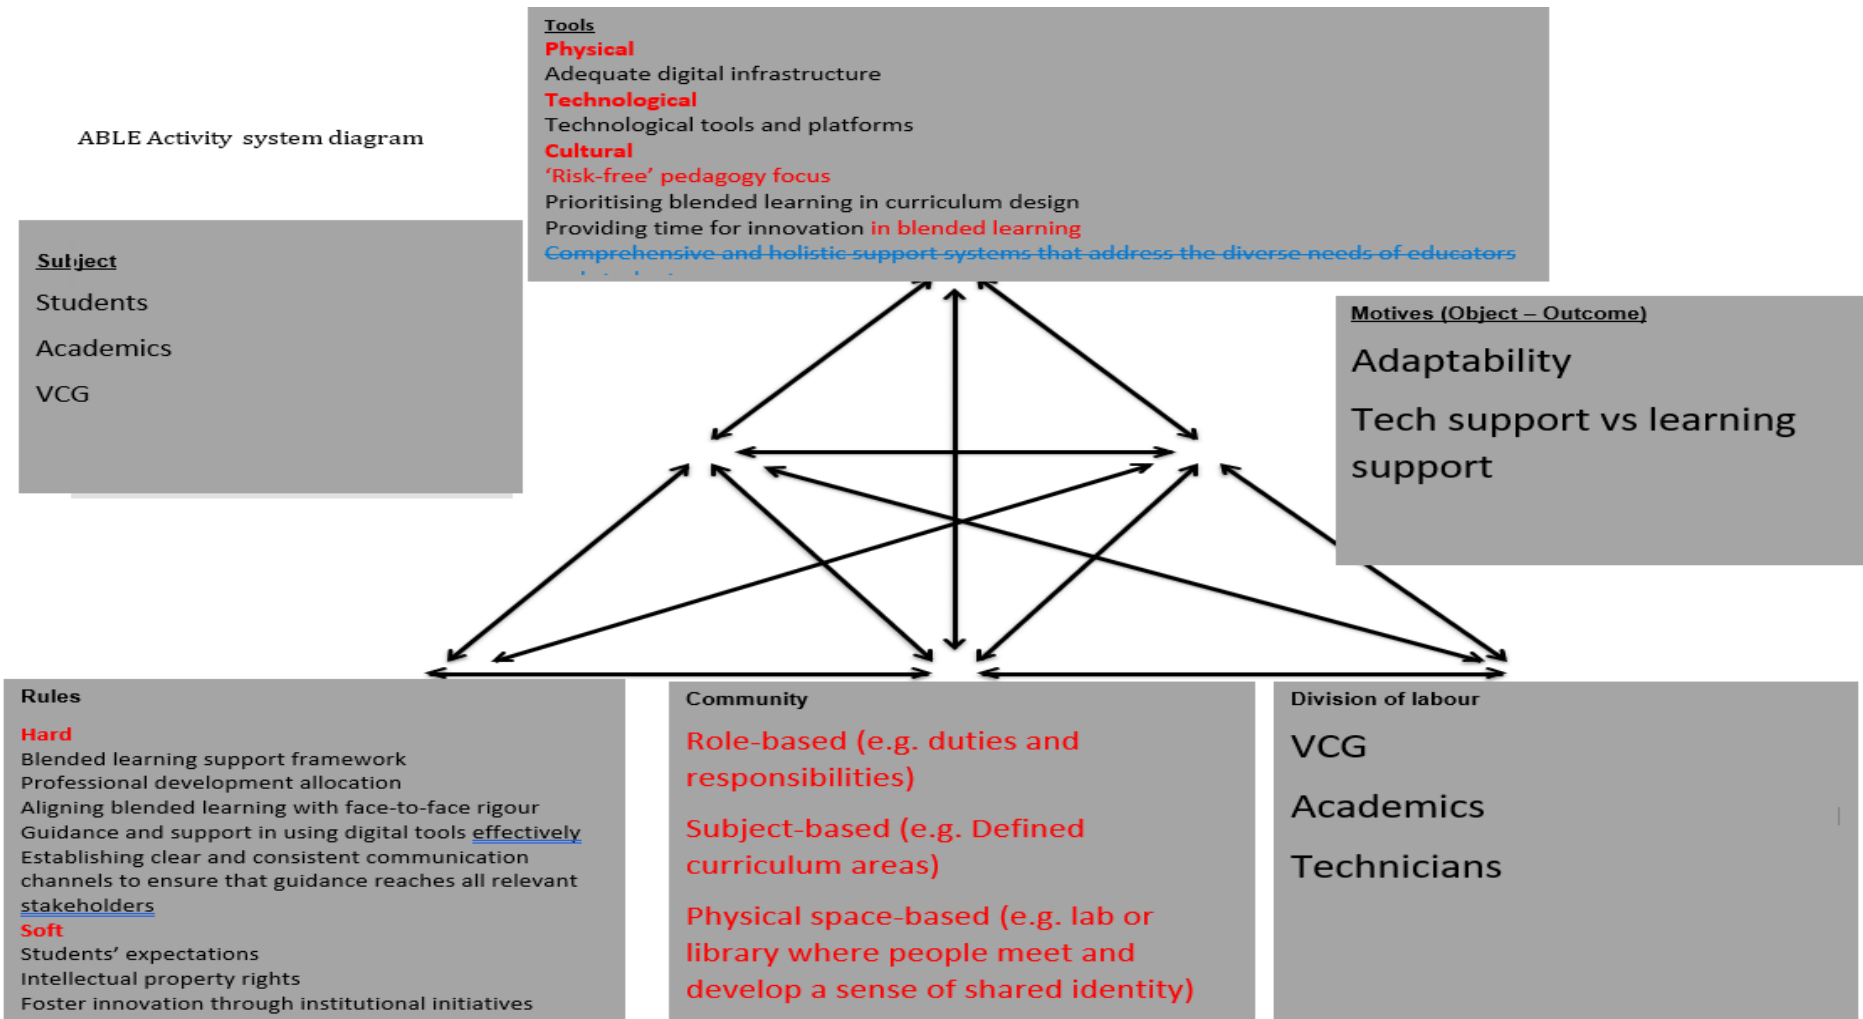 Tools
Physical
Adequate digital infrastructure
Technological
Technological tools and platforms
Cultural
‘Risk-free’ pedagogy focus
Prioritising blended learning in curriculum design
Providing time for innovation in blended learning
Comprehensive and holistic support systems that address the diverse needs of educators
ABLE Activity system diagram
Subject
Students
Academics
VCG
Motives (Object – Outcome)
Adaptability
Tech support vs learning
support
Rules
Hard
Blended learning support framework
Professional development allocation
Aligning blended learning with face-to-face rigour
Guidance and support in using digital tools effectively
Establishing clear and consistent communication
channels to ensure that guidance reaches all relevant
stakeholders
Soft
Students’ expectations
Intellectual property rights
Foster innovation through institutional initiatives
Community
Role-based (e.g. duties and
responsibilities)
Subject-based (e.g. Defined
curriculum areas)
Physical space-based (e.g. lab or
library where people meet and
develop a sense of shared identity)
Division of labour
VCG
Academics
Technicians